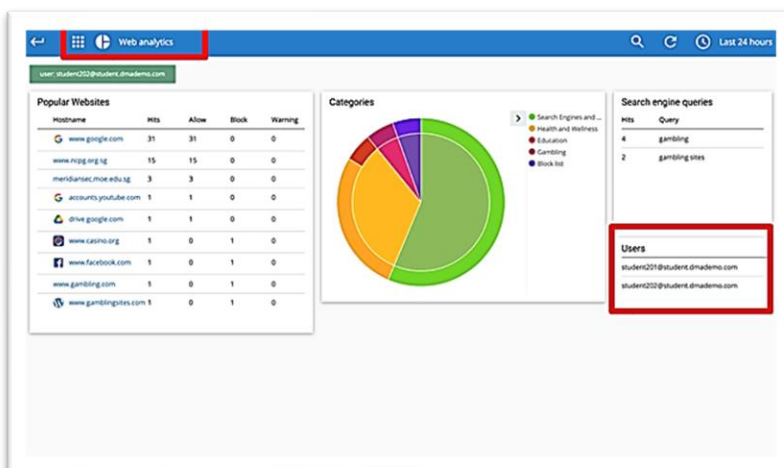 Web analytics
Last 24 hours
user: student202@student.dmademo.com
Popular Websites
Hostname Hits Allow Block Warning
www.google.com 31 31 0 0
www.ncpg.org.sg 15 15 0 0
meridiansec.moe.edu.sg 3 3 0 0
accounts.youtube.com 1 1 0 0
drive.google.com 1 1 0 0
www.casino.org 1 0 1 0
www.facebook.com 1 0 1 0
www.gambling.com 1 0 1 0
www.gamblingsites.com 1 0 1 0
Categories
Search Engines and ...
Health and Wellness
Education
Gambling
Block list
Search engine queries
Hits Query
4 gambling
2 gambling sites
Users
student201@student.dmademo.com
student202@student.dmademo.com